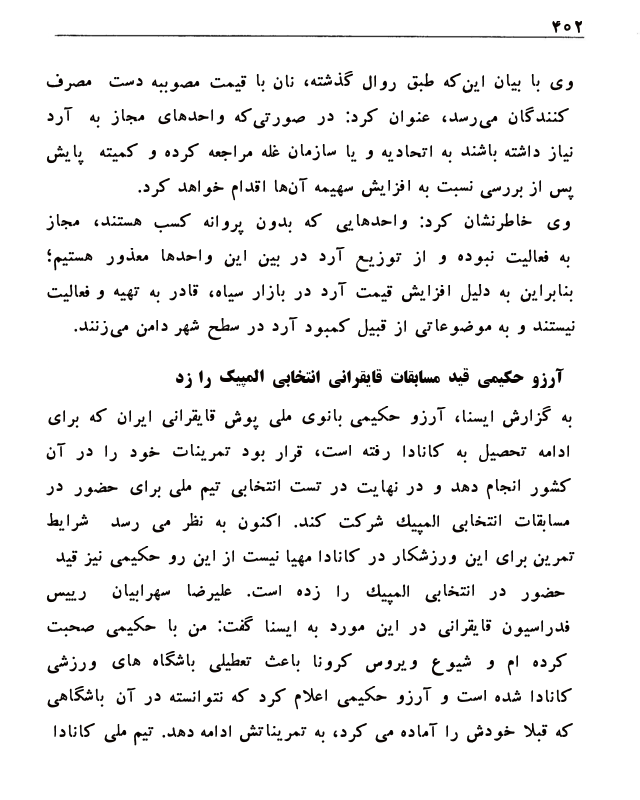 ۴۰۲
وی با بیان این‌که طبق روال گذشته، نان با قیمت مصوبه دست مصرف
کنندگان می‌رسد، عنوان کرد: در صورتی‌که واحدهای مجاز به آرد
نیاز داشته باشند به اتحادیه و یا سازمان غله مراجعه کرده و کمیته پایش
پس از بررسی نسبت به افزایش سهیمه آن‌ها اقدام خواهد کرد.
وی خاطرنشان کرد: واحدهایی که بدون پروانه کسب هستند، مجاز
به فعالیت نبوده و از توزیع آرد در بین این واحدها معذور هستیم؛
بنابراین به دلیل افزایش قیمت آرد در بازار سیاه، قادر به تهیه و فعالیت
نیستند و به موضوعاتی از قبیل کمبود آرد در سطح شهر دامن می‌زنند.
آرزو حکیمی قید مسابقات قایقرانی انتخابی المپیک را زد
به گزارش ایسنا، آرزو حکیمی بانوی ملی پوش قایقرانی ایران که برای
ادامه تحصیل به کانادا رفته است، قرار بود تمرینات خود را در آن
کشور انجام دهد و در نهایت در تست انتخابی تیم ملی برای حضور در
مسابقات انتخابی المپیک شرکت کند. اکنون به نظر می رسد شرایط
تمرین برای این ورزشکار در کانادا مهیا نیست از این رو حکیمی نیز قید
حضور در انتخابی المپیک را زده است. علیرضا سهرابیان رییس
فدراسیون قایقرانی در این مورد به ایسنا گفت: من با حکیمی صحبت
کرده ام و شیوع ویروس کرونا باعث تعطیلی باشگاه های ورزشی
کانادا شده است و آرزو حکیمی اعلام کرد که نتوانسته در آن باشگاهی
که قبلا خودش را آماده می کرد، به تمریناتش ادامه دهد. تیم ملی کانادا